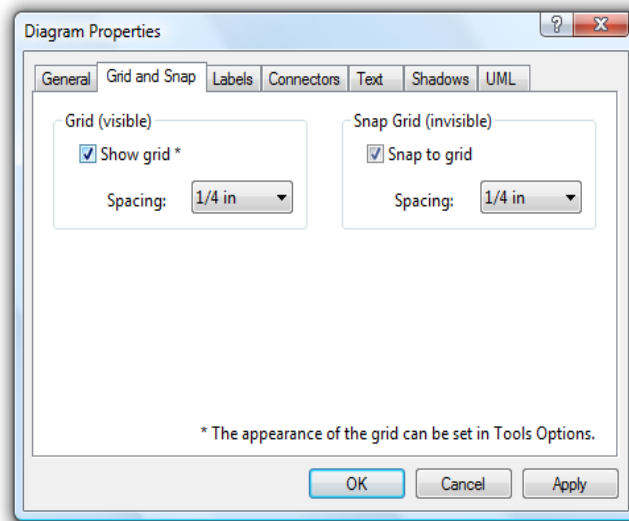 Diagram Properties
?
General Grid and Snap Labels Connectors Text Shadows UML
Grid (visible)
Show grid *
Spacing: 1/4 in
Snap Grid (invisible)
Snap to grid
Spacing: 1/4 in
* The appearance of the grid can be set in Tools Options.
OK Cancel Apply